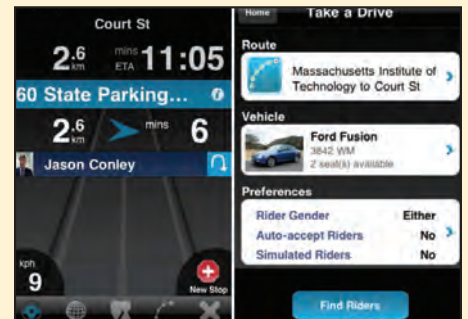 Court St
2.6 km mins ETA 11:05
60 State Parking...
2.6 km mins 6
Jason Conley
kph
9
New Stop
Home Take a Drive
Route
Massachusetts Institute of
Technology to Court St
Vehicle
Ford Fusion
3842 WM
2 seat(s) available
Preferences
Rider Gender Either
Auto-accept Riders No
Simulated Riders No
Find Riders